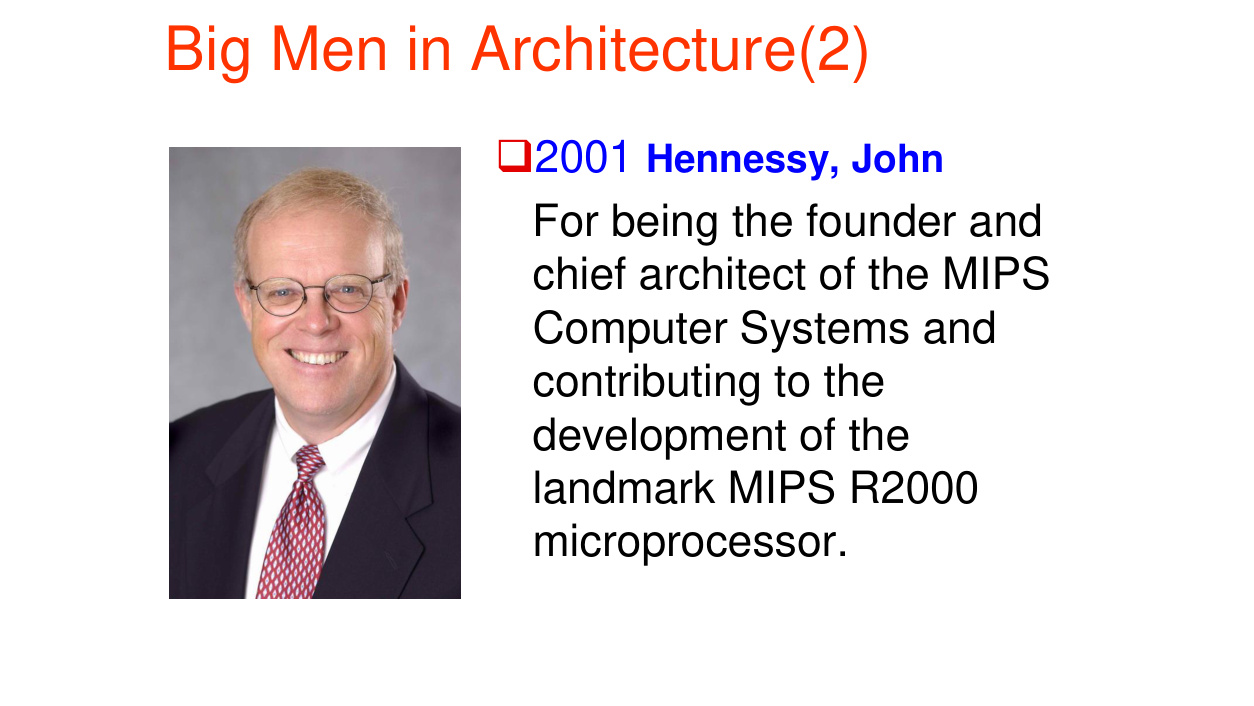 Big Men in Architecture(2)
2001 Hennessy, John
For being the founder and
chief architect of the MIPS
Computer Systems and
contributing to the
development of the
landmark MIPS R2000
microprocessor.